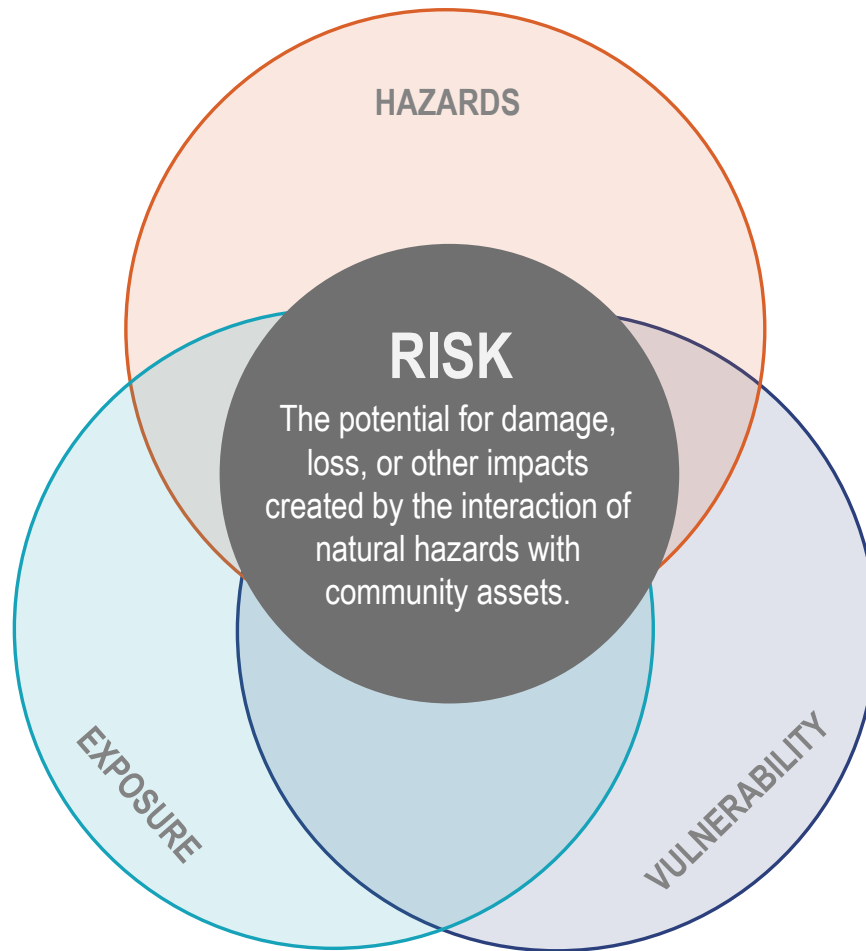 HAZARDS
RISK
The potential for damage,
loss, or other impacts
created by the interaction of
natural hazards with
community assets.
EXPOSURE
VULNERABILITY